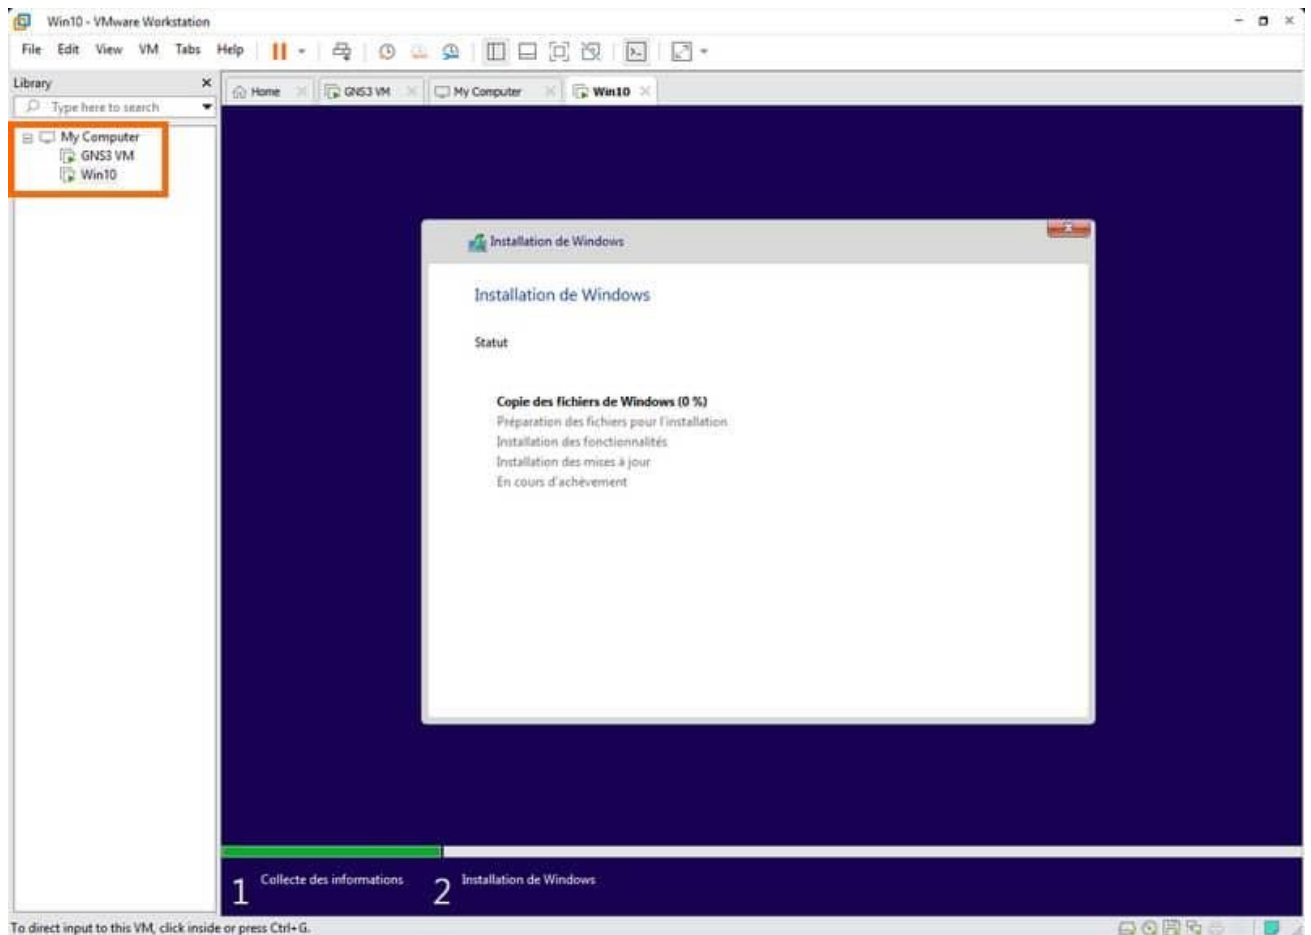 Win10 - VMware Workstation
File Edit View VM Tabs Help
Library
Type here to search
My Computer
GNS3 VM
Win10
Home GNS3 VM My Computer Win10
Installation de Windows
Installation de Windows
Statut
Copie des fichiers de Windows (0 %)
Préparation des fichiers pour l'installation
Installation des fonctionnalités
Installation des mises à jour
En cours d'achèvement
1 Collecte des informations 2 Installation de Windows
To direct input to this VM, click inside or press Ctrl+G.